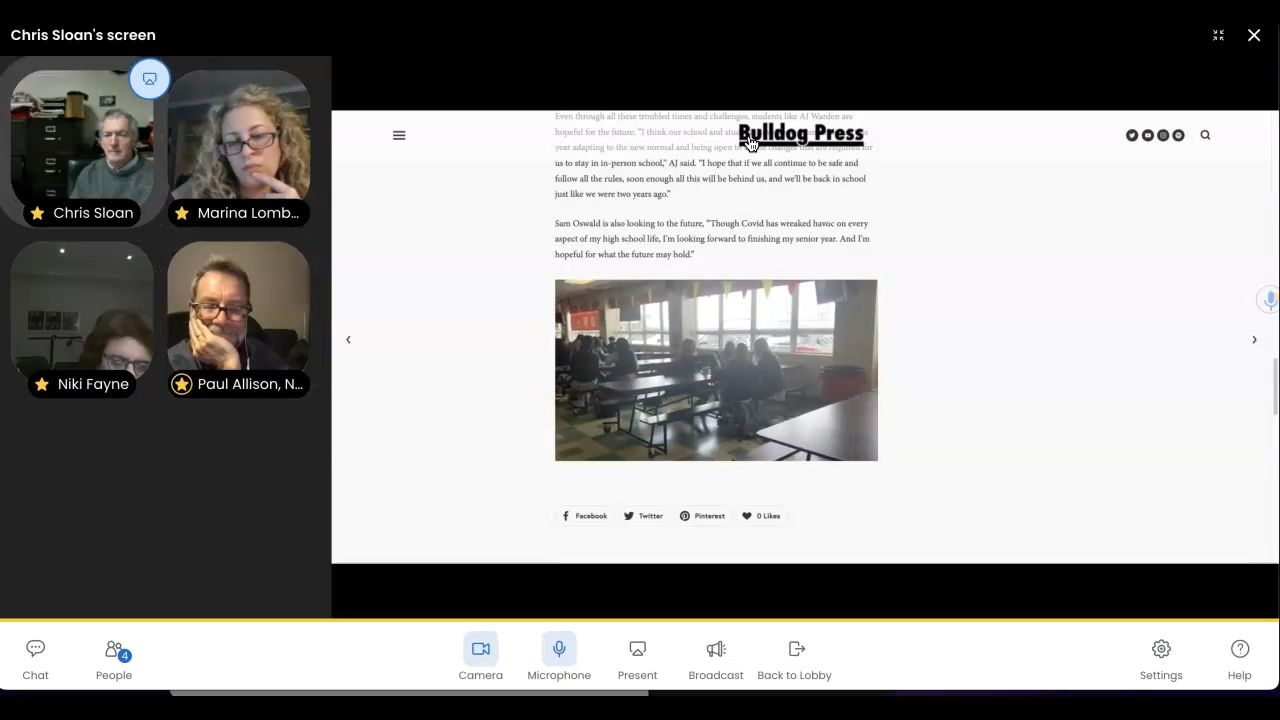 Chris Sloan's screen
Chris Sloan
Marina Lomb...
Niki Fayne
Paul Allison, N...
Bulldog Press
Even through all these troubled times and challenges, students like AJ Warden are
hopeful for the future. "I think our school and stud
year adapting to the new normal and being open to changes that are required for
us to stay in in-person school," AJ said. "I hope that if we all continue to be safe and
follow all the rules, soon enough all this will be behind us, and we'll be back in school
just like we were two years ago."
Sam Oswald is also looking to the future, "Though Covid has wreaked havoc on every
aspect of my high school life, I'm looking forward to finishing my senior year. And I'm
hopeful for what the future may hold."
Facebook
Twitter
Pinterest
0 Likes
Chat
People
4
Camera
Microphone
Present
Broadcast
Back to Lobby
Settings
Help